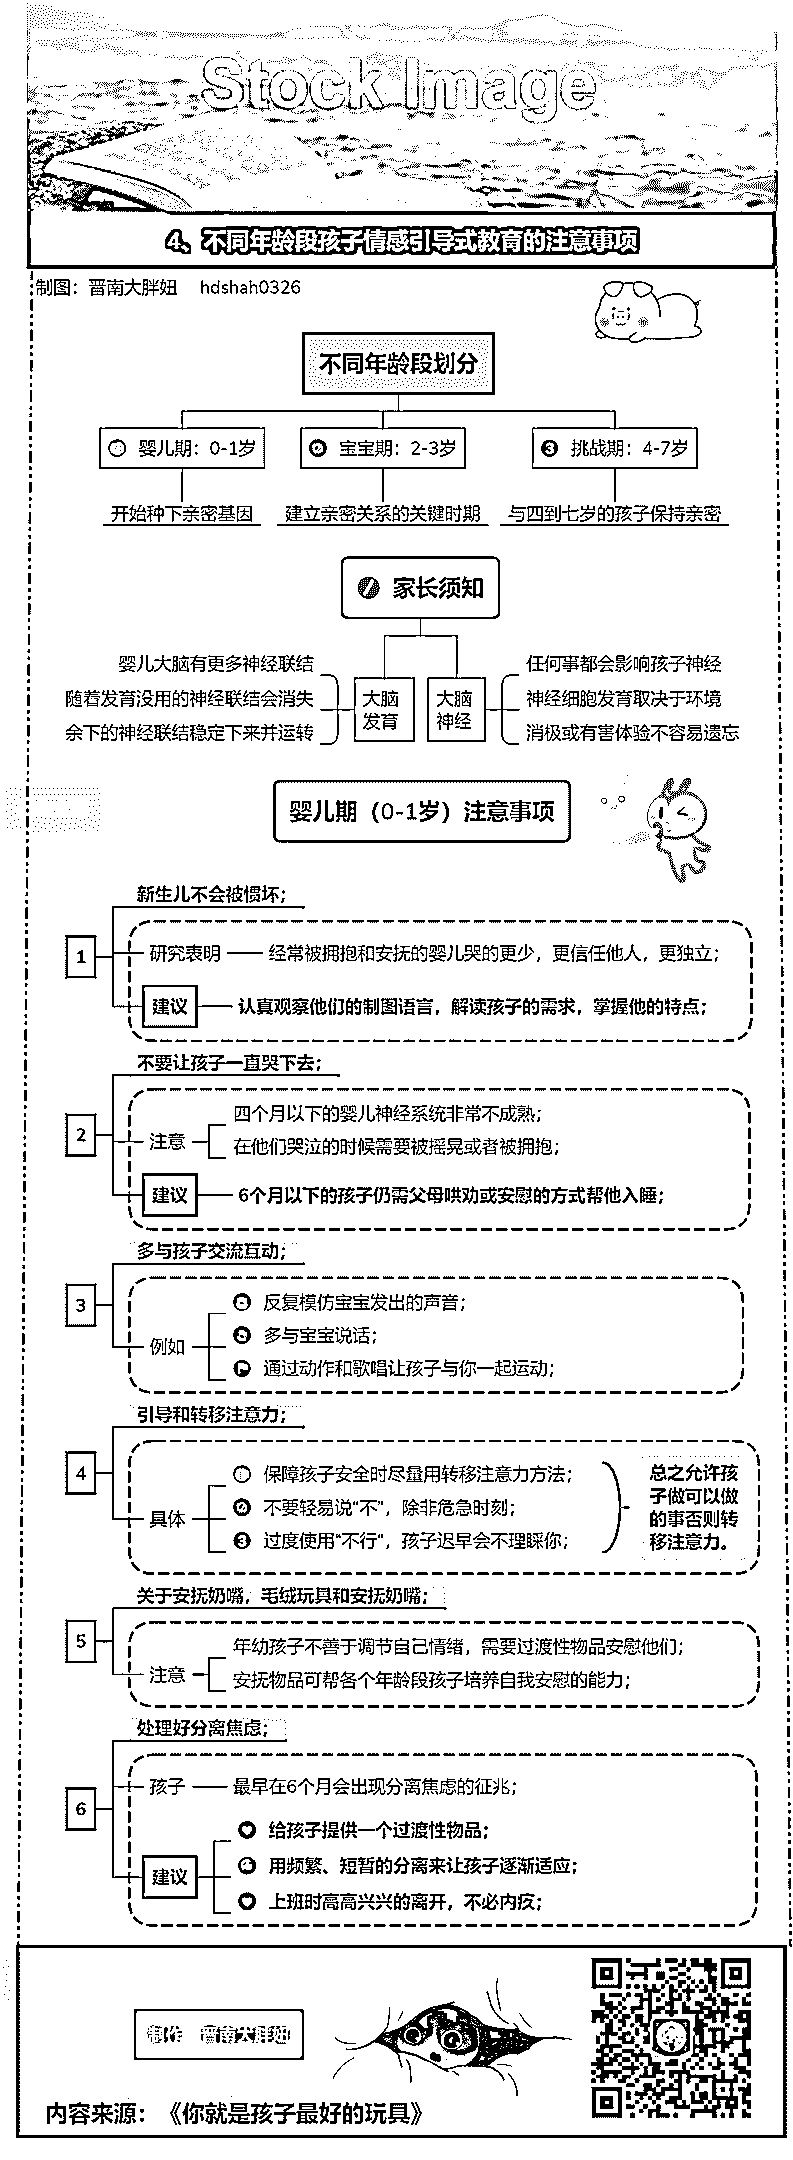 Stock Image
4、不同年龄段孩子情感引导式教育的注意事项
制图：晋南大胖妞 hdshah0326
不同年龄段划分
婴儿期：0-1岁
❷ 宝宝期：2-3岁
❸ 挑战期：4-7岁
开始种下亲密基因
建立亲密关系的关键时期
与四到七岁的孩子保持亲密
家长须知
婴儿大脑有更多神经联结
随着发育没用的神经联结会消失
余下的神经联结稳定下来并运转
大脑
发育
大脑
神经
任何事都会影响孩子神经
神经细胞发育取决于环境
消极或有害体验不容易遗忘
婴儿期（0-1岁）注意事项
1
新生儿不会被惯坏；
研究表明
经常被拥抱和安抚的婴儿哭的更少，更信任他人，更独立；
建议
认真观察他们的制图语言，解读孩子的需求，掌握他的特点；
2
不要让孩子一直哭下去；
注意
四个月以下的婴儿神经系统非常不成熟；
在他们哭泣的时候需要被摇晃或者被拥抱；
建议
6个月以下的孩子仍需父母哄劝或安慰的方式帮他入睡；
3
多与孩子交流互动；
例如
反复模仿宝宝发出的声音；
多与宝宝说话；
通过动作和歌唱让孩子与你一起运动；
4
引导和转移注意力；
具体
保障孩子安全时尽量用转移注意力方法；
❷ 不要轻易说“不”，除非危急时刻；
❸ 过度使用“不行”，孩子迟早会不理睬你；
总之允许孩
子做可以做
的事否则转
移注意力。
5
关于安抚奶嘴，毛绒玩具和安抚奶嘴；
注意
年幼孩子不善于调节自己情绪，需要过渡性物品安慰他们；
安抚物品可帮各个年龄段孩子培养自我安慰的能力；
6
处理好分离焦虑；
孩子
最早在6个月会出现分离焦虑的征兆；
建议
给孩子提供一个过渡性物品；
用频繁、短暂的分离来让孩子逐渐适应；
上班时高高兴兴的离开，不必内疚；
制作 晋南大胖妞
内容来源：《你就是孩子最好的玩具》